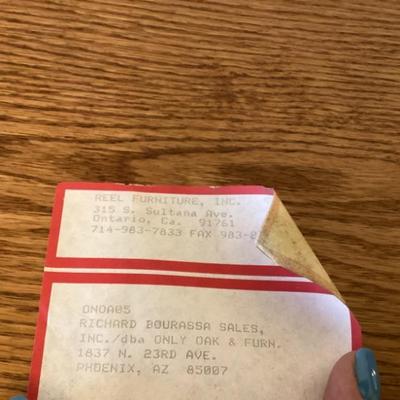 REEL FURNITURE, INC.
315 S. Sultana Ave.
Ontario, Ca. 91761
714-983-7833 FAX 983-
ONOA05
RICHARD BOURASSA SALES,
INC./dba ONLY OAK & FURN.
1837 N. 23RD AVE.
PHOENIX, AZ 85007